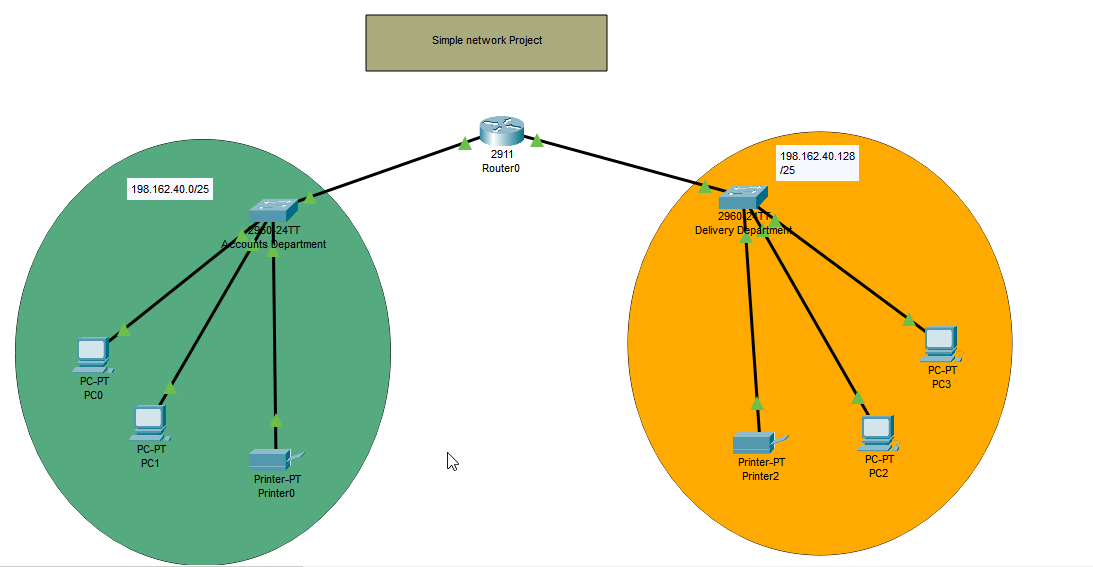 Simple network Project
2911
Router0
198.162.40.0/25
2960-24TT
Accounts Department
PC-PT
PC0
PC-PT
PC1
Printer-PT
Printer0
198.162.40.128
/25
2960-24TT
Delivery Department
PC-PT
PC3
Printer-PT
Printer2
PC-PT
PC2